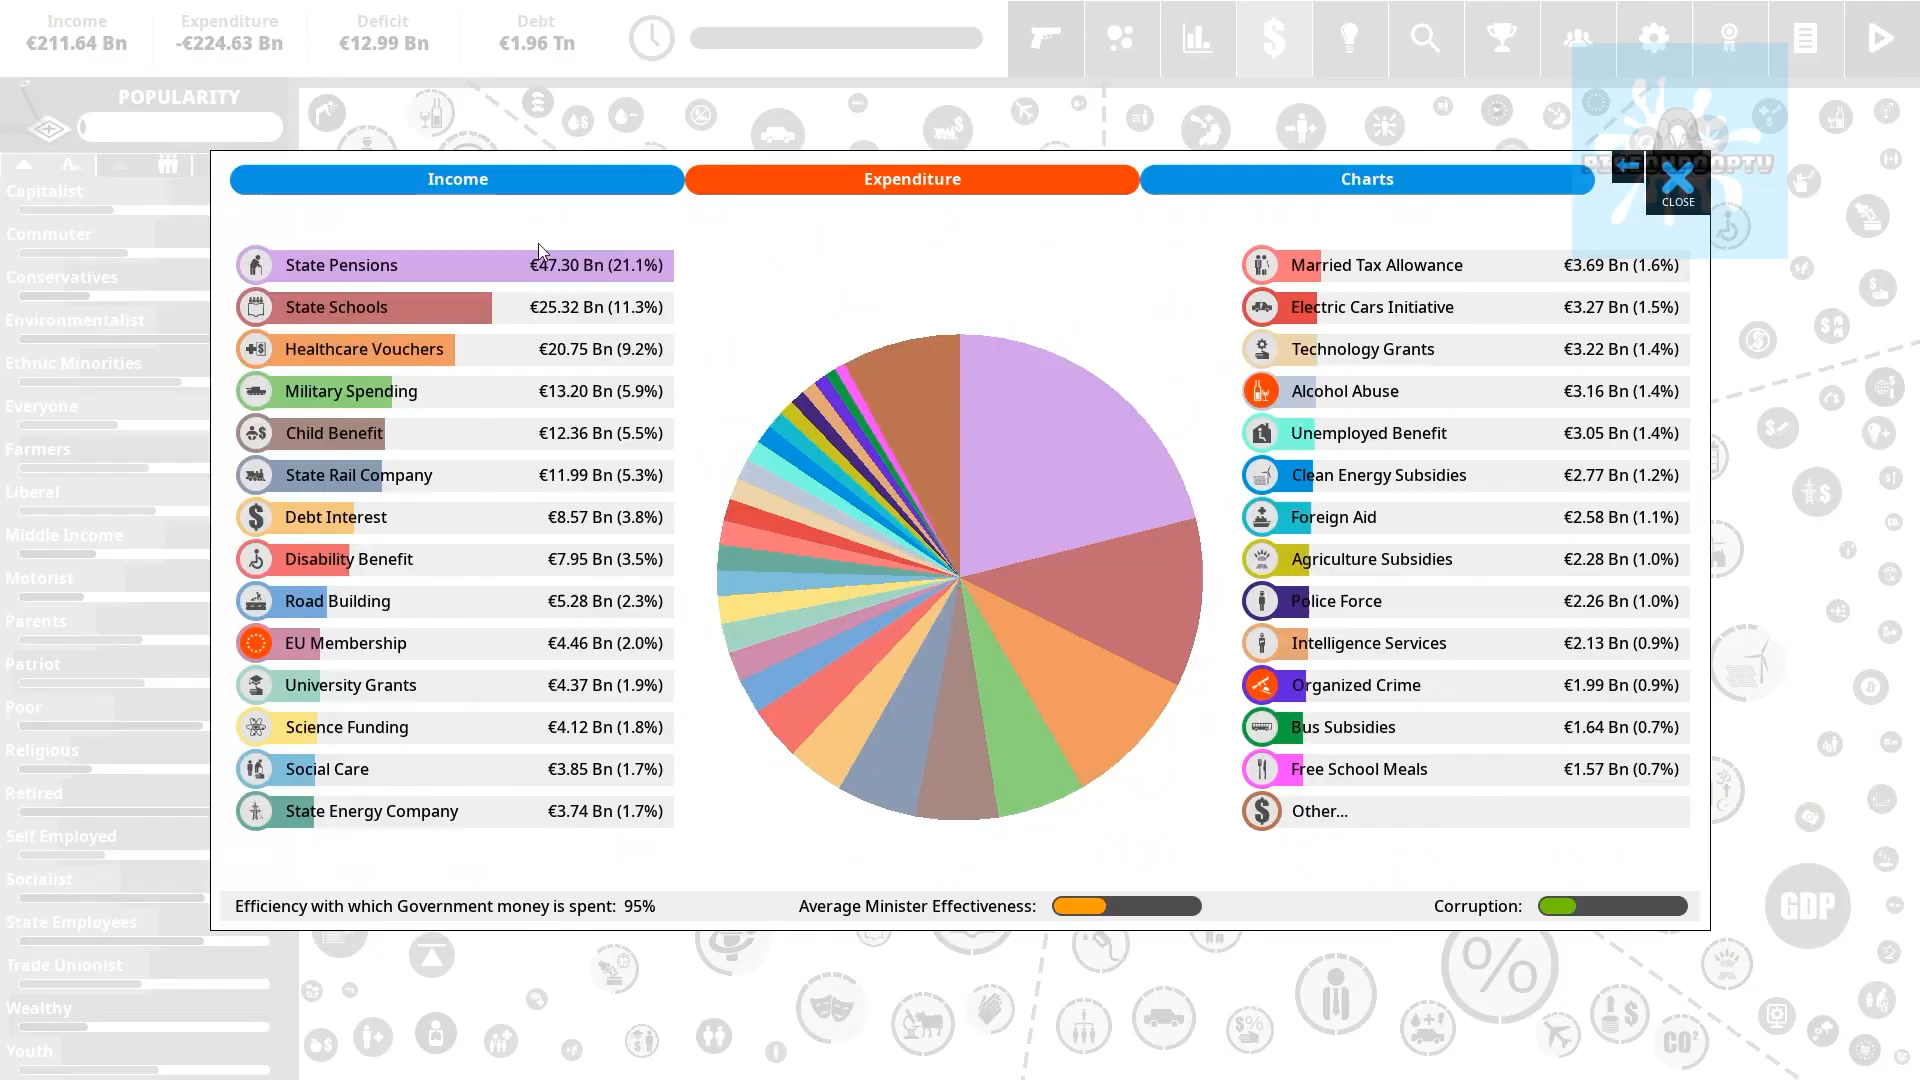 Income Expenditure Deficit Debt
€211.64 Bn -€224.63 Bn €12.99 Bn €1.96 Tn
POPULARITY
Capitalist
Commuter
Conservatives
Environmentalist
Ethnic Minorities
Everyone
Farmers
Liberal
Middle Income
Motorist
Parents
Patriot
Poor
Religious
Retired
Self Employed
Socialist
State Employees
Trade Unionist
Wealthy
Youth
Income Expenditure Charts
CLOSE
State Pensions €47.30 Bn (21.1%)
State Schools €25.32 Bn (11.3%)
Healthcare Vouchers €20.75 Bn (9.2%)
Military Spending €13.20 Bn (5.9%)
Child Benefit €12.36 Bn (5.5%)
State Rail Company €11.99 Bn (5.3%)
Debt Interest €8.57 Bn (3.8%)
Disability Benefit €7.95 Bn (3.5%)
Road Building €5.28 Bn (2.3%)
EU Membership €4.46 Bn (2.0%)
University Grants €4.37 Bn (1.9%)
Science Funding €4.12 Bn (1.8%)
Social Care €3.85 Bn (1.7%)
State Energy Company €3.74 Bn (1.7%)
Married Tax Allowance €3.69 Bn (1.6%)
Electric Cars Initiative €3.27 Bn (1.5%)
Technology Grants €3.22 Bn (1.4%)
Alcohol Abuse €3.16 Bn (1.4%)
Unemployed Benefit €3.05 Bn (1.4%)
Clean Energy Subsidies €2.77 Bn (1.2%)
Foreign Aid €2.58 Bn (1.1%)
Agriculture Subsidies €2.28 Bn (1.0%)
Police Force €2.26 Bn (1.0%)
Intelligence Services €2.13 Bn (0.9%)
Organized Crime €1.99 Bn (0.9%)
Bus Subsidies €1.64 Bn (0.7%)
Free School Meals €1.57 Bn (0.7%)
Other...
Efficiency with which Government money is spent: 95% Average Minister Effectiveness: Corruption:
GDP
CO²